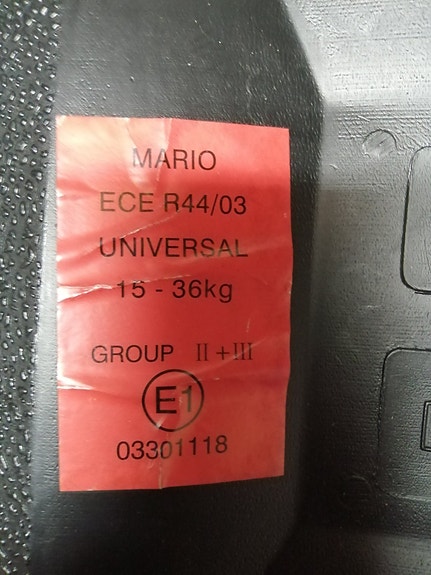 MARIO
ECE R44/03
UNIVERSAL
15 - 36kg
GROUP II + III
E1
03301118